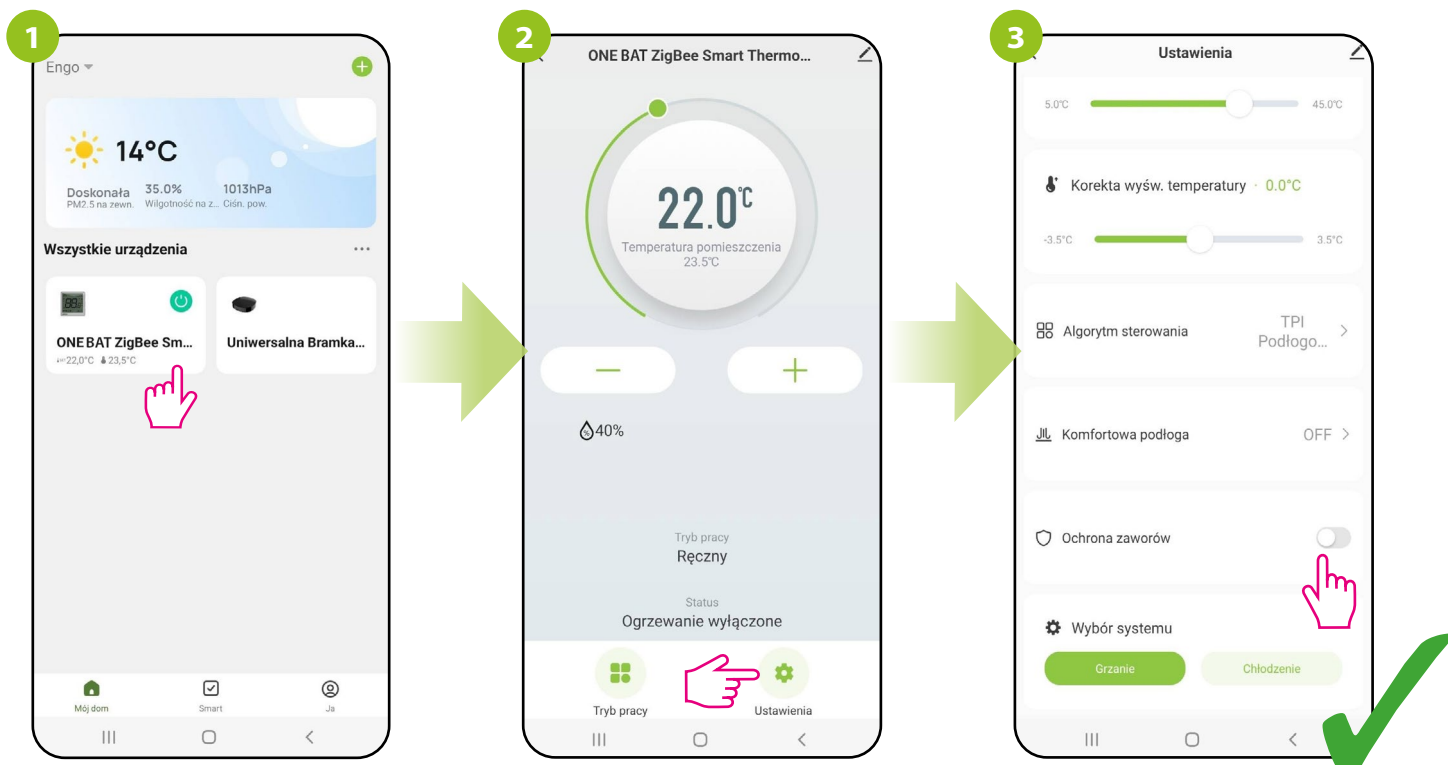 1
Engo
14°C
Doskonała 35.0% 1013hPa
PM2.5 na zewn. Wilgotność na z... Ciśn. pow.
Wszystkie urządzenia
ONE BAT ZigBee Sm...
22,0°C 23,5°C
Uniwersalna Bramka...
Mój dom Smart Ja
2
ONE BAT ZigBee Smart Thermo...
22.0°C
Temperatura pomieszczenia
23.5°C
40%
Tryb pracy
Ręczny
Status
Ogrzewanie wyłączone
Tryb pracy Ustawienia
3
Ustawienia
5.0°C 45.0°C
Korekta wyśw. temperatury · 0.0°C
-3.5°C 3.5°C
Algorytm sterowania TPI
Podłogo...
Komfortowa podłoga OFF
Ochrona zaworów
Wybór systemu
Grzanie Chłodzenie